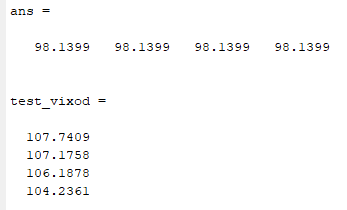 ans =
98.1399 98.1399 98.1399 98.1399
test_vixod =
107.7409
107.1758
106.1878
104.2361